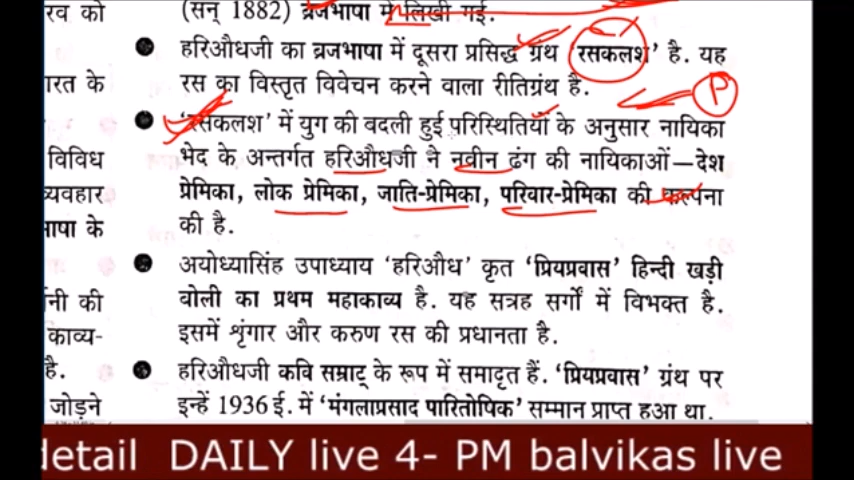 रव को
(सन् 1882) ब्रजभाषा में लिखी गई.
हरिऔधजी का ब्रजभाषा में दूसरा प्रसिद्ध ग्रंथ 'रसकलश' है. यह
ारत के
रस का विस्तृत विवेचन करने वाला रीतिग्रंथ है.
P
'रसकलश' में युग की बदली हुई परिस्थितियों के अनुसार नायिका
विविध
भेद के अन्तर्गत हरिऔधजी ने नवीन ढंग की नायिकाओं—देश
व्यवहार
प्रेमिका, लोक प्रेमिका, जाति-प्रेमिका, परिवार-प्रेमिका की कल्पना
भाषा के
की है.
अयोध्यासिंह उपाध्याय 'हरिऔध' कृत 'प्रियप्रवास' हिन्दी खड़ी
नी की
बोली का प्रथम महाकाव्य है. यह सत्रह सर्गों में विभक्त है.
काव्य-
इसमें शृंगार और करुण रस की प्रधानता है.
है.
हरिऔधजी कवि सम्राट् के रूप में समादृत हैं. 'प्रियप्रवास' ग्रंथ पर
जोड़ने
इन्हें 1936 ई. में 'मंगलाप्रसाद पारितोषिक' सम्मान प्राप्त हुआ था.
detail DAILY live 4- PM balvikas live